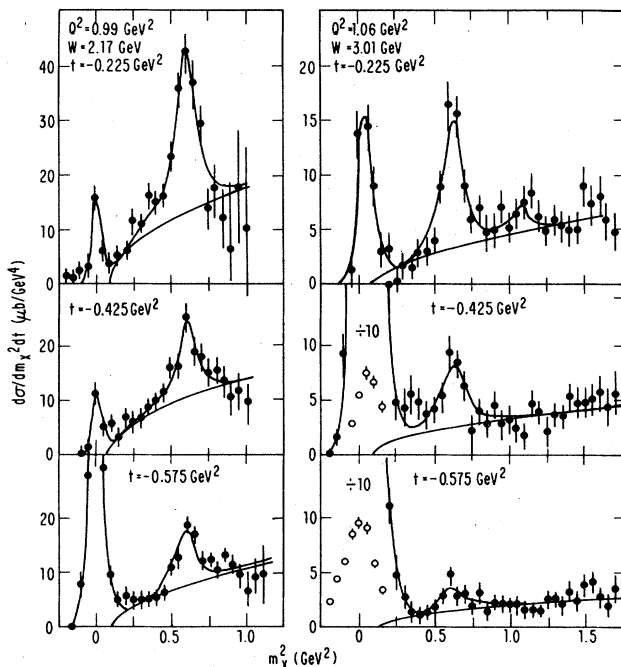 Q²=0.99 GeV²
W=2.17 GeV
t=-0.225 GeV²
40
30
20
10
0
t=-0.425 GeV²
20
10
0
t=-0.575 GeV²
20
10
0
0 0.5 1.0
dσ/dm_x²dt (μb/GeV⁴)
Q²=1.06 GeV²
W=3.01 GeV
t=-0.225 GeV²
20
15
10
5
0
t=-0.425 GeV²
÷10
10
5
0
t=-0.575 GeV²
÷10
10
5
0
0 0.5 1.0 1.5
m_x² (GeV²)